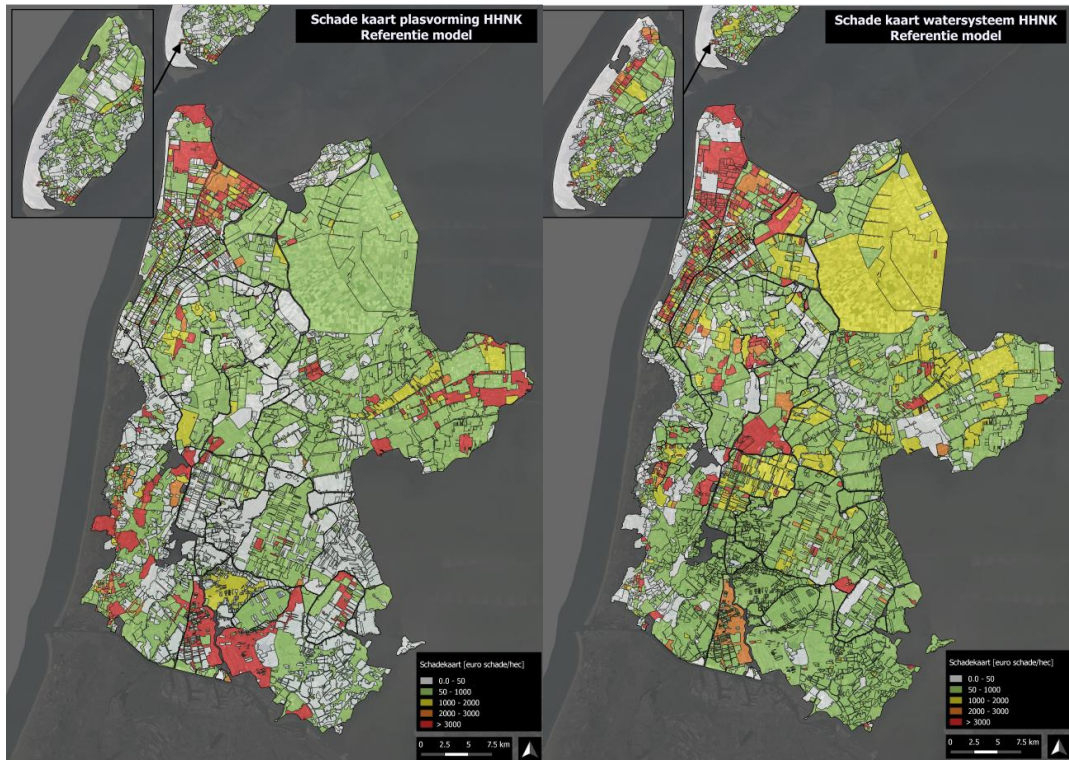 Schade kaart plasvorming HHNK
Referentie model
Schadekaart [euro schade/hec]
0.0 - 50
50 - 1000
1000 - 2000
2000 - 3000
> 3000
0 2.5 5 7.5 km
Schade kaart watersysteem HHNK
Referentie model
Schadekaart [euro schade/hec]
0.0 - 50
50 - 1000
1000 - 2000
2000 - 3000
> 3000
0 2.5 5 7.5 km